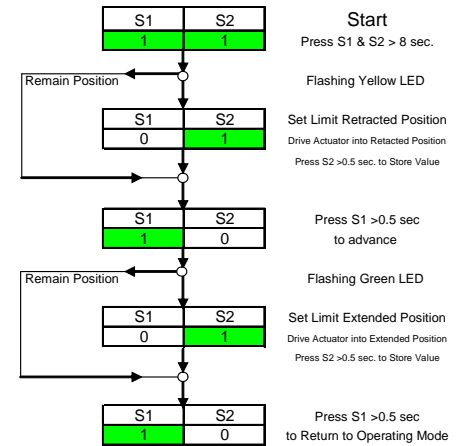 S1 S2 Start
1 1 Press S1 & S2 > 8 sec.
Remain Position Flashing Yellow LED
S1 S2 Set Limit Retracted Position
0 1 Drive Actuator into Retacted Position
Press S2 >0.5 sec. to Store Value
S1 S2 Press S1 >0.5 sec
1 0 to advance
Remain Position Flashing Green LED
S1 S2 Set Limit Extended Position
0 1 Drive Actuator into Extended Position
Press S2 >0.5 sec. to Store Value
S1 S2 Press S1 >0.5 sec
1 0 to Return to Operating Mode